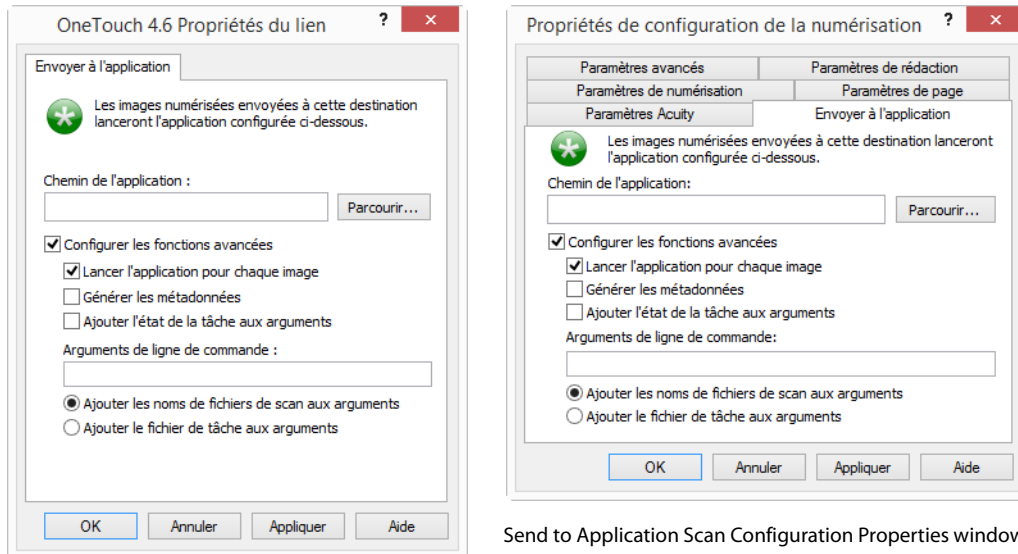 OneTouch 4.6 Propriétés du lien
Envoyer à l'application
Les images numérisées envoyées à cette destination
lanceront l'application configurée ci-dessous.
Chemin de l'application :
Parcourir...
Configurer les fonctions avancées
Lancer l'application pour chaque image
Générer les métadonnées
Ajouter l'état de la tâche aux arguments
Arguments de ligne de commande :
Ajouter les noms de fichiers de scan aux arguments
Ajouter le fichier de tâche aux arguments
OK Annuler Appliquer Aide
Propriétés de configuration de la numérisation
Paramètres avancés Paramètres de rédaction
Paramètres de numérisation Paramètres de page
Paramètres Acuity Envoyer à l'application
Les images numérisées envoyées à cette destination lanceront
l'application configurée ci-dessous.
Chemin de l'application:
Parcourir...
Configurer les fonctions avancées
Lancer l'application pour chaque image
Générer les métadonnées
Ajouter l'état de la tâche aux arguments
Arguments de ligne de commande:
Ajouter les noms de fichiers de scan aux arguments
Ajouter le fichier de tâche aux arguments
OK Annuler Appliquer Aide
Send to Application Scan Configuration Properties window